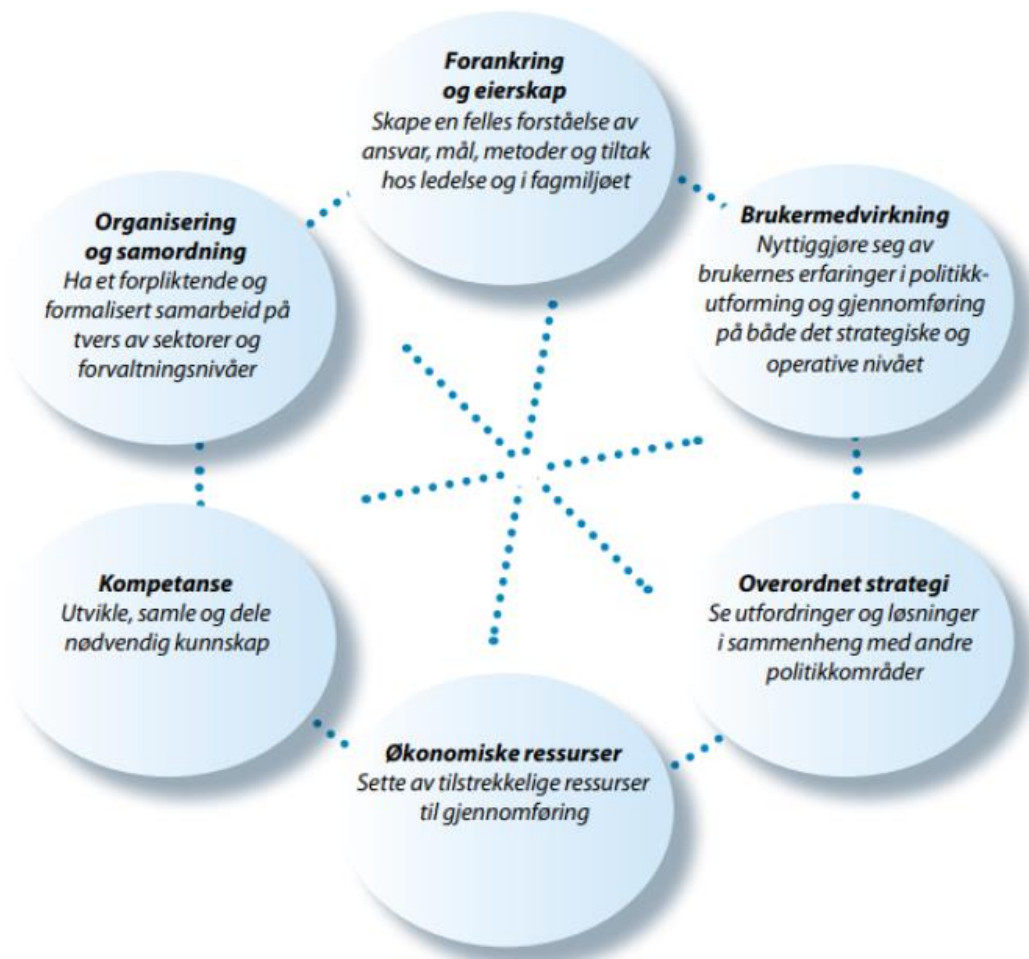 Forankring
og eierskap
Skape en felles forståelse av
ansvar, mål, metoder og tiltak
hos ledelse og i fagmiljøet
Brukermedvirkning
Nyttiggjøre seg av
brukernes erfaringer i politikk-
utforming og gjennomføring
på både det strategiske og
operative nivået
Overordnet strategi
Se utfordringer og løsninger
i sammenheng med andre
politikkområder
Økonomiske ressurser
Sette av tilstrekkelige ressurser
til gjennomføring
Kompetanse
Utvikle, samle og dele
nødvendig kunnskap
Organisering
og samordning
Ha et forpliktende og
formalisert samarbeid på
tvers av sektorer og
forvaltningsnivåer